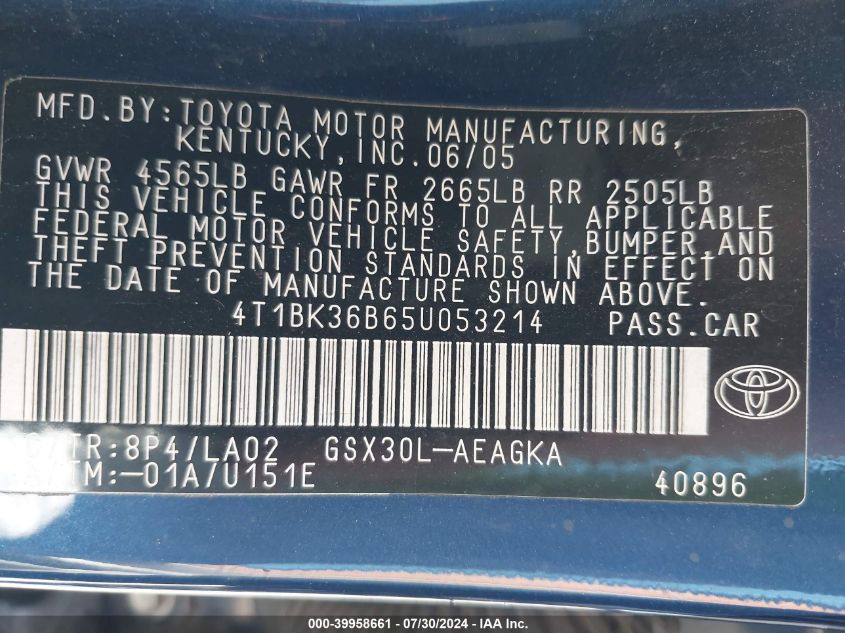 MFD.BY:TOYOTA MOTOR MANUFACTURING,
KENTUCKY,INC.06/05
GVWR 4565LB GAWR FR 2665LB RR 2505LB
THIS VEHICLE CONFORMS TO ALL APPLICABLE
FEDERAL MOTOR VEHICLE SAFETY,BUMPER,AND
THEFT PREVENTION STANDARDS IN EFFECT ON
THE DATE OF MANUFACTURE SHOWN ABOVE.
4T1BK36B65U053214 PASS.CAR
C/TR:8P4/LA02 GSX30L-AEAGKA
A/TM:-01A/U151E 40896
000-39958661 / 07/30/2024 - IAA Inc.